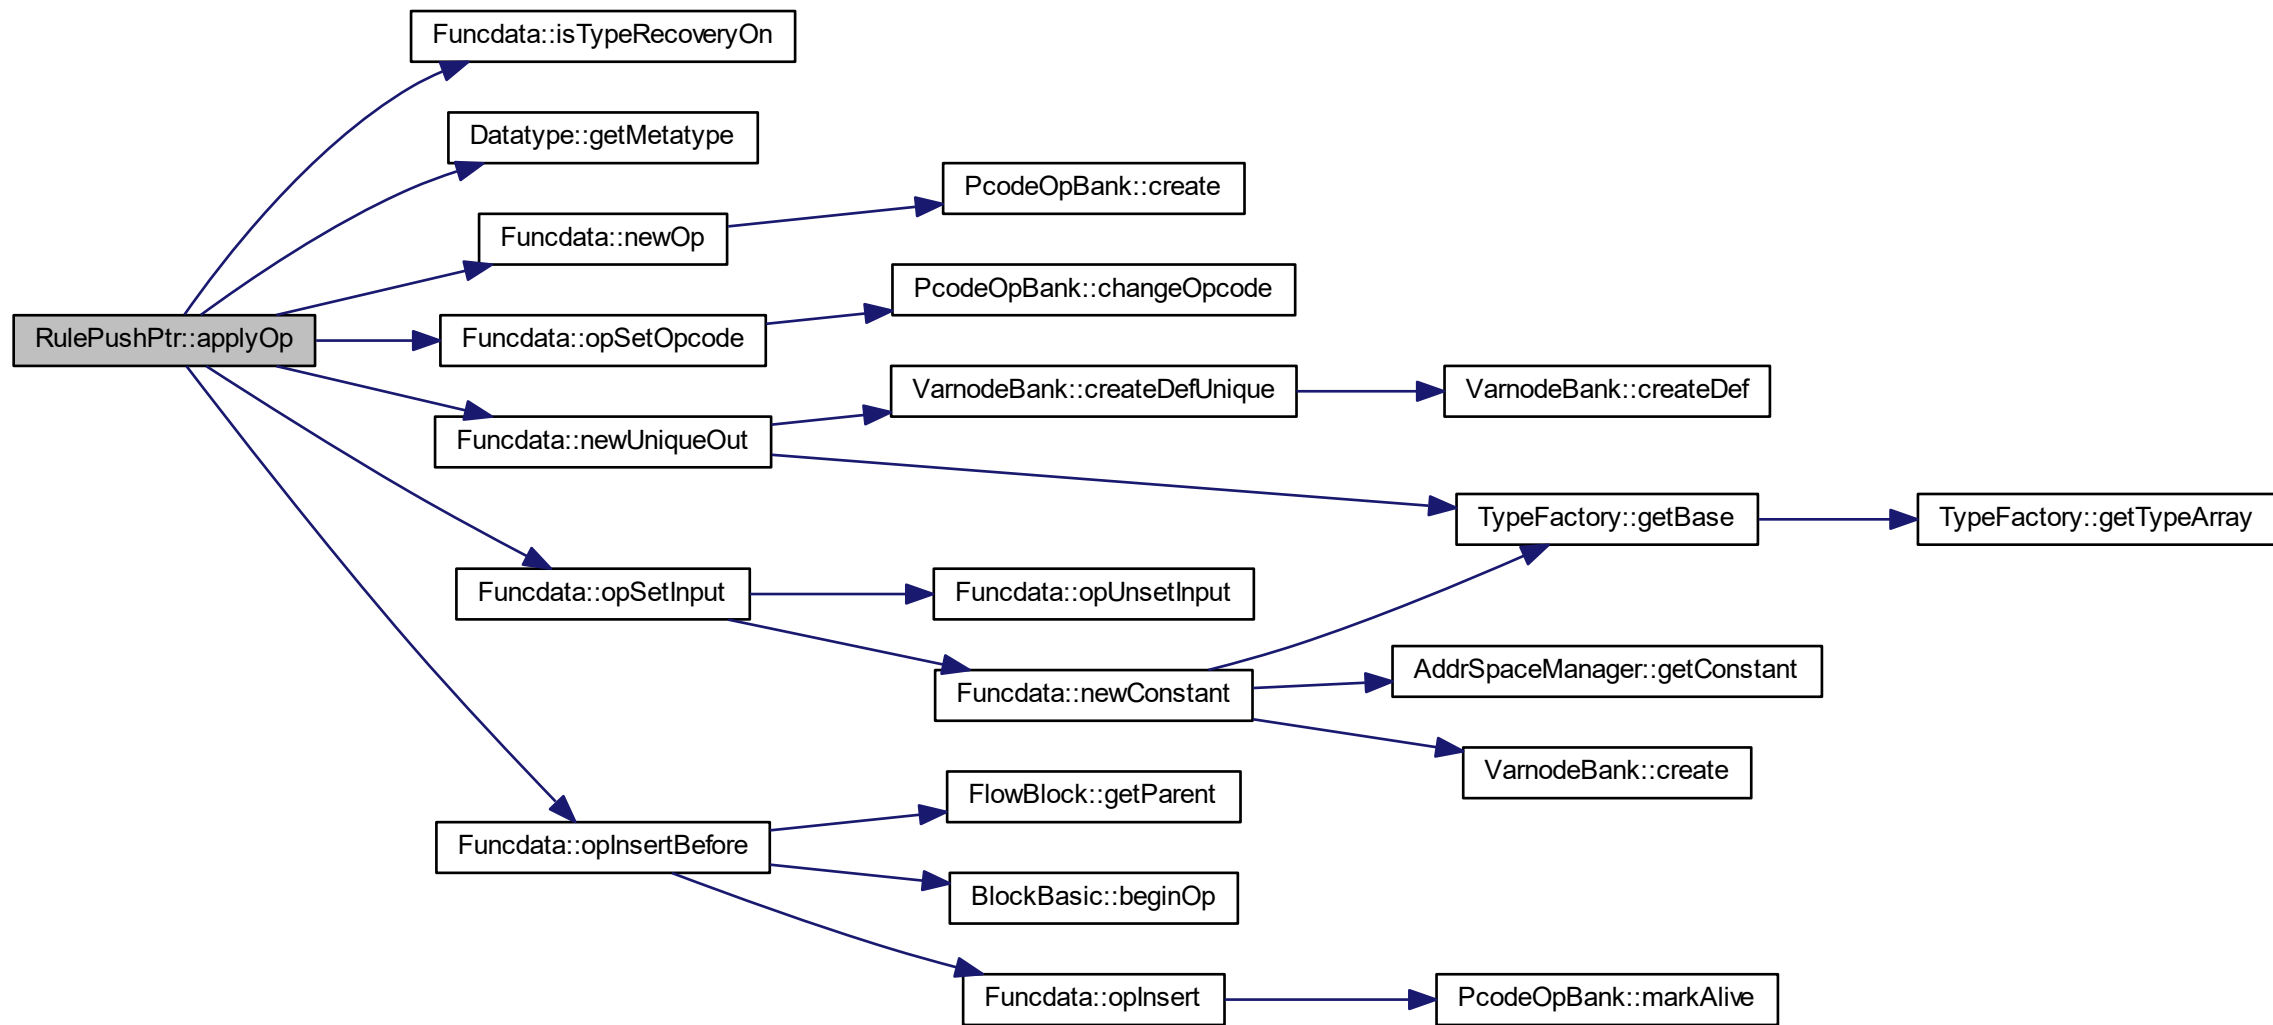 Funcdata::isTypeRecoveryOn
Datatype::getMetatype
PcodeOpBank::create
Funcdata::newOp
PcodeOpBank::changeOpcode
RulePushPtr::applyOp
Funcdata::opSetOpcode
VarnodeBank::createDefUnique
VarnodeBank::createDef
Funcdata::newUniqueOut
TypeFactory::getBase
TypeFactory::getTypeArray
Funcdata::opSetInput
Funcdata::opUnsetInput
AddrSpaceManager::getConstant
Funcdata::newConstant
VarnodeBank::create
FlowBlock::getParent
Funcdata::opInsertBefore
BlockBasic::beginOp
Funcdata::opInsert
PcodeOpBank::markAlive